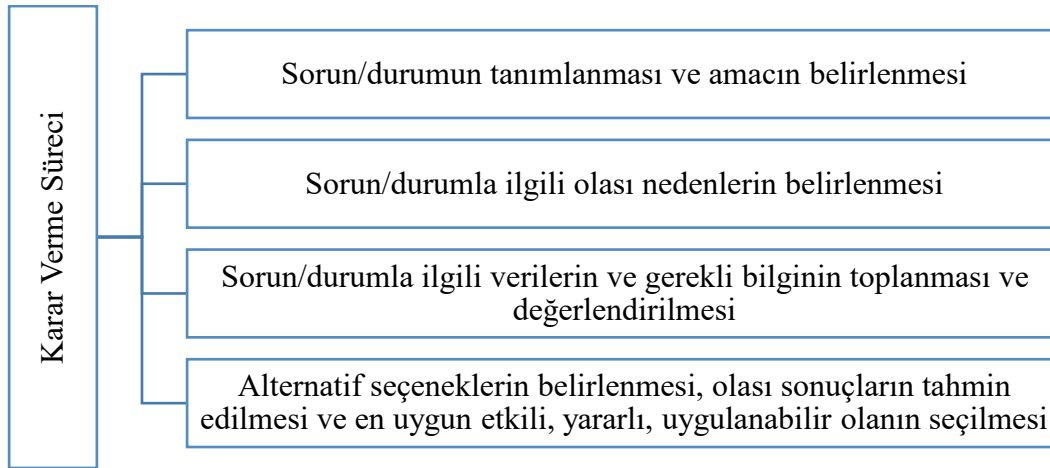 Karar Verme Süreci
Sorun/durumun tanımlanması ve amacın belirlenmesi
Sorun/durumla ilgili olası nedenlerin belirlenmesi
Sorun/durumla ilgili verilerin ve gerekli bilginin toplanması ve
değerlendirilmesi
Alternatif seçeneklerin belirlenmesi, olası sonuçların tahmin
edilmesi ve en uygun etkili, yararlı, uygulanabilir olanın seçilmesi